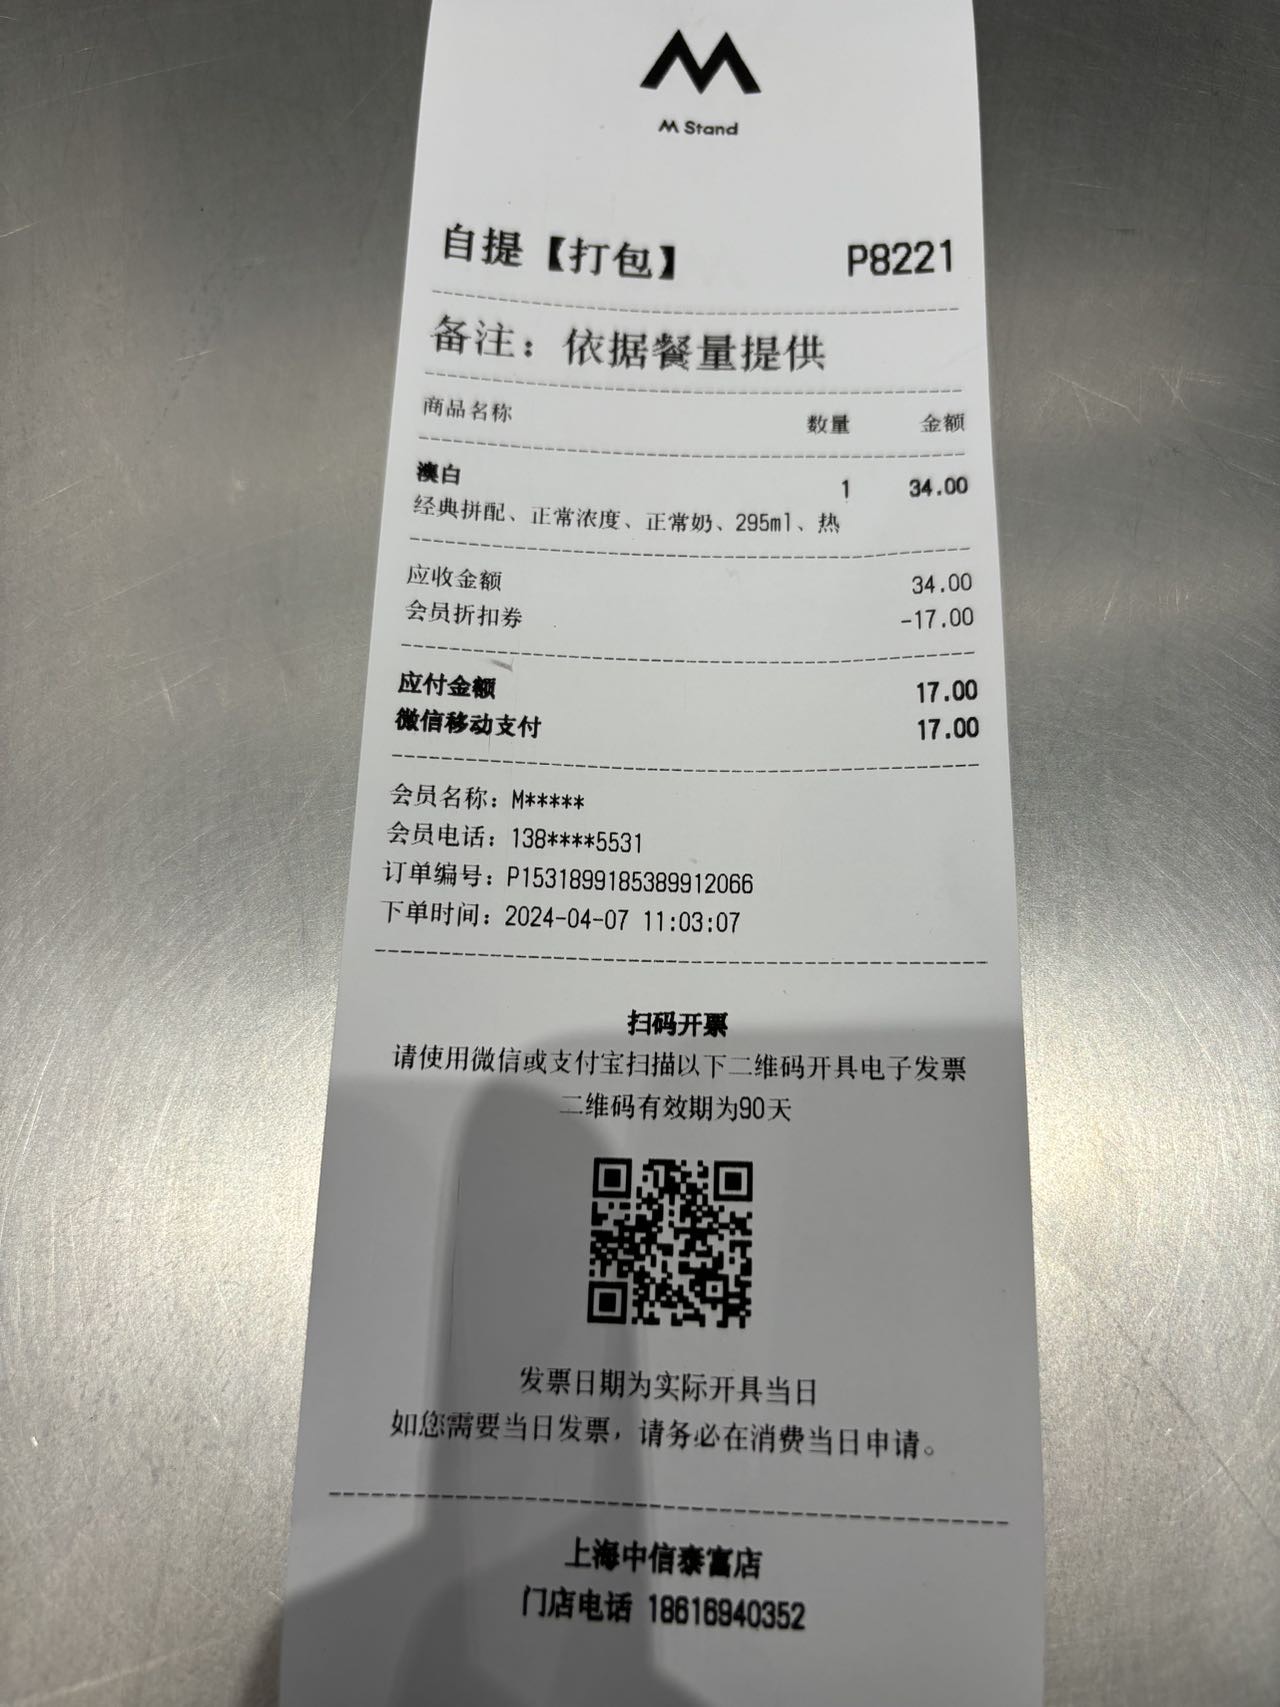 M Stand
自提【打包】 P8221
备注：依据餐量提供
商品名称 数量 金额
澳白 1 34.00
经典拼配、正常浓度、正常奶、295ml、热
应收金额 34.00
会员折扣券 -17.00
应付金额 17.00
微信移动支付 17.00
会员名称：M*****
会员电话：138****5531
订单编号：P1531899185389912066
下单时间：2024-04-07 11:03:07
扫码开票
请使用微信或支付宝扫描以下二维码开具电子发票
二维码有效期为90天
发票日期为实际开具当日
如您需要当日发票，请务必在消费当日申请。
上海中信泰富店
门店电话 18616940352